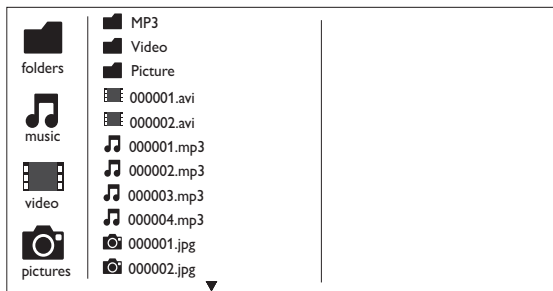 folders
music
video
pictures
MP3
Video
Picture
000001.avi
000002.avi
000001.mp3
000002.mp3
000003.mp3
000004.mp3
000001.jpg
000002.jpg